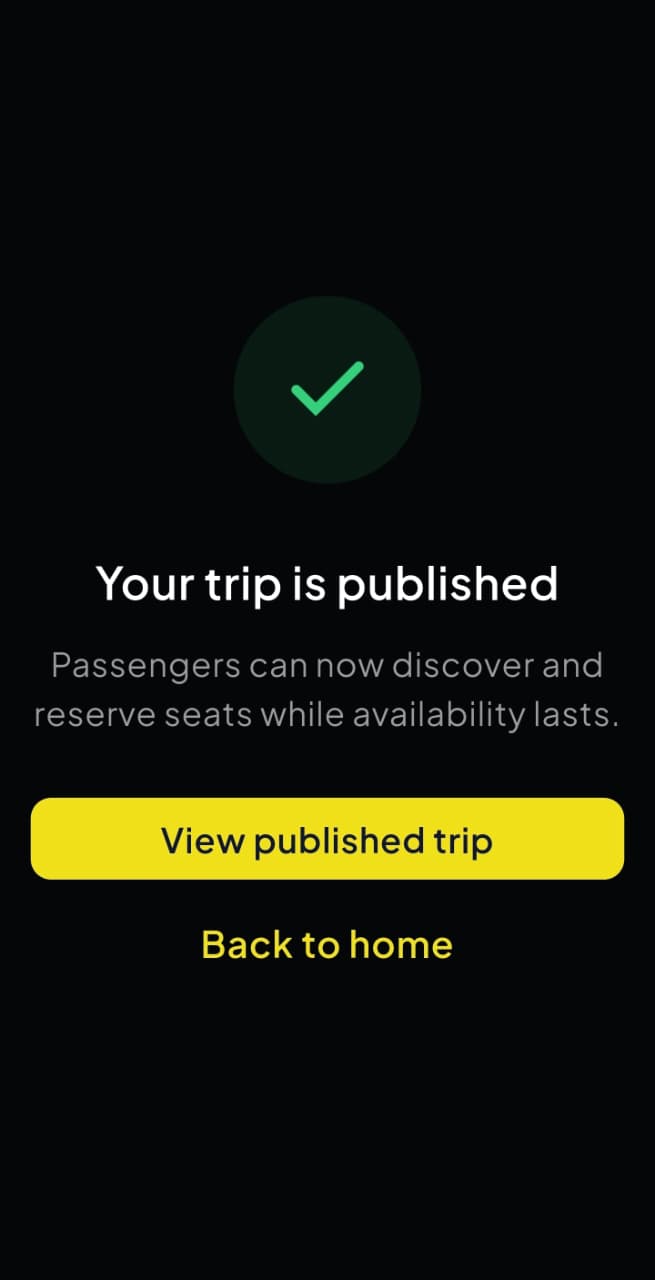 Your trip is published
Passengers can now discover and
reserve seats while availability lasts.
View published trip
Back to home